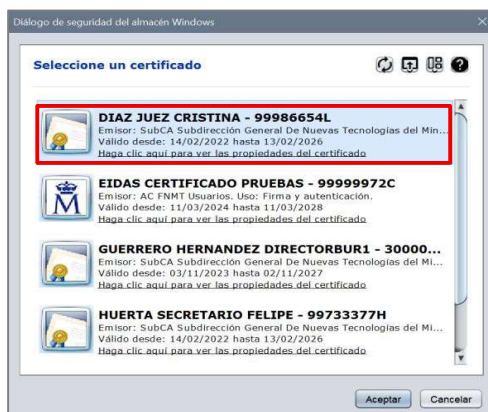 Diálogo de seguridad del almacén Windows
Seleccione un certificado
DIAZ JUEZ CRISTINA - 99986654L
Emisor: SubCA Subdirección General De Nuevas Tecnologías del Min...
Válido desde: 14/02/2022 hasta 13/02/2026
Haga clic aquí para ver las propiedades del certificado
EIDAS CERTIFICADO PRUEBAS - 99999972C
Emisor: AC FNMT Usuarios. Uso: Firma y autenticación.
Válido desde: 11/03/2024 hasta 11/03/2028
Haga clic aquí para ver las propiedades del certificado
GUERRERO HERNANDEZ DIRECTORBUR1 - 30000...
Emisor: SubCA Subdirección General De Nuevas Tecnologías del Mi...
Válido desde: 03/11/2023 hasta 02/11/2027
Haga clic aquí para ver las propiedades del certificado
HUERTA SECRETARIO FELIPE - 99733377H
Emisor: SubCA Subdirección General De Nuevas Tecnologías del Mi...
Válido desde: 14/02/2022 hasta 13/02/2026
Haga clic aquí para ver las propiedades del certificado
Aceptar Cancelar